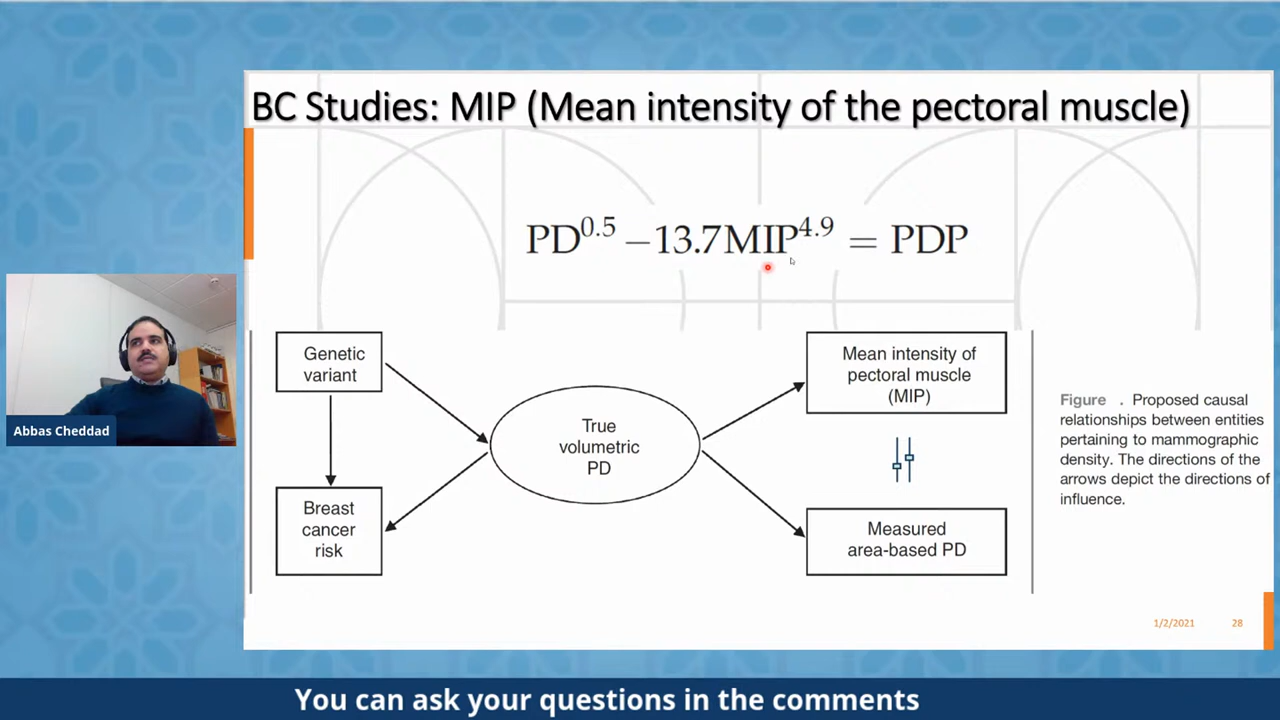 BC Studies: MIP (Mean intensity of the pectoral muscle)
PD^0.5 −13.7MIP^4.9 = PDP
Genetic
variant
Breast
cancer
risk
True
volumetric
PD
Mean intensity of
pectoral muscle
(MIP)
Measured
area-based PD
Figure . Proposed causal
relationships between entities
pertaining to mammographic
density. The directions of the
arrows depict the directions of
influence.
1/2/2021 28
Abbas Cheddad
You can ask your questions in the comments